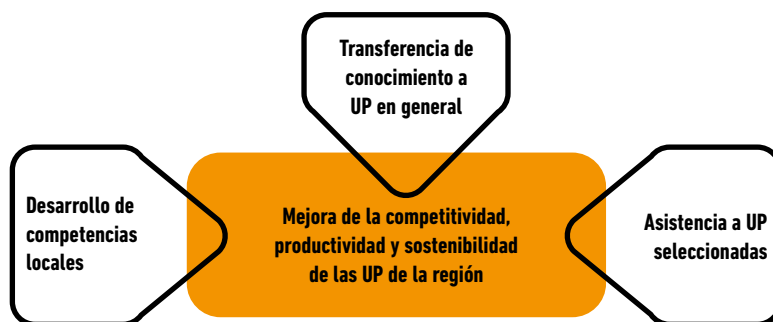 Transferencia de
conocimiento a
UP en general
Desarrollo de
competencias
locales
Mejora de la competitividad,
productividad y sostenibilidad
de las UP de la región
Asistencia a UP
seleccionadas